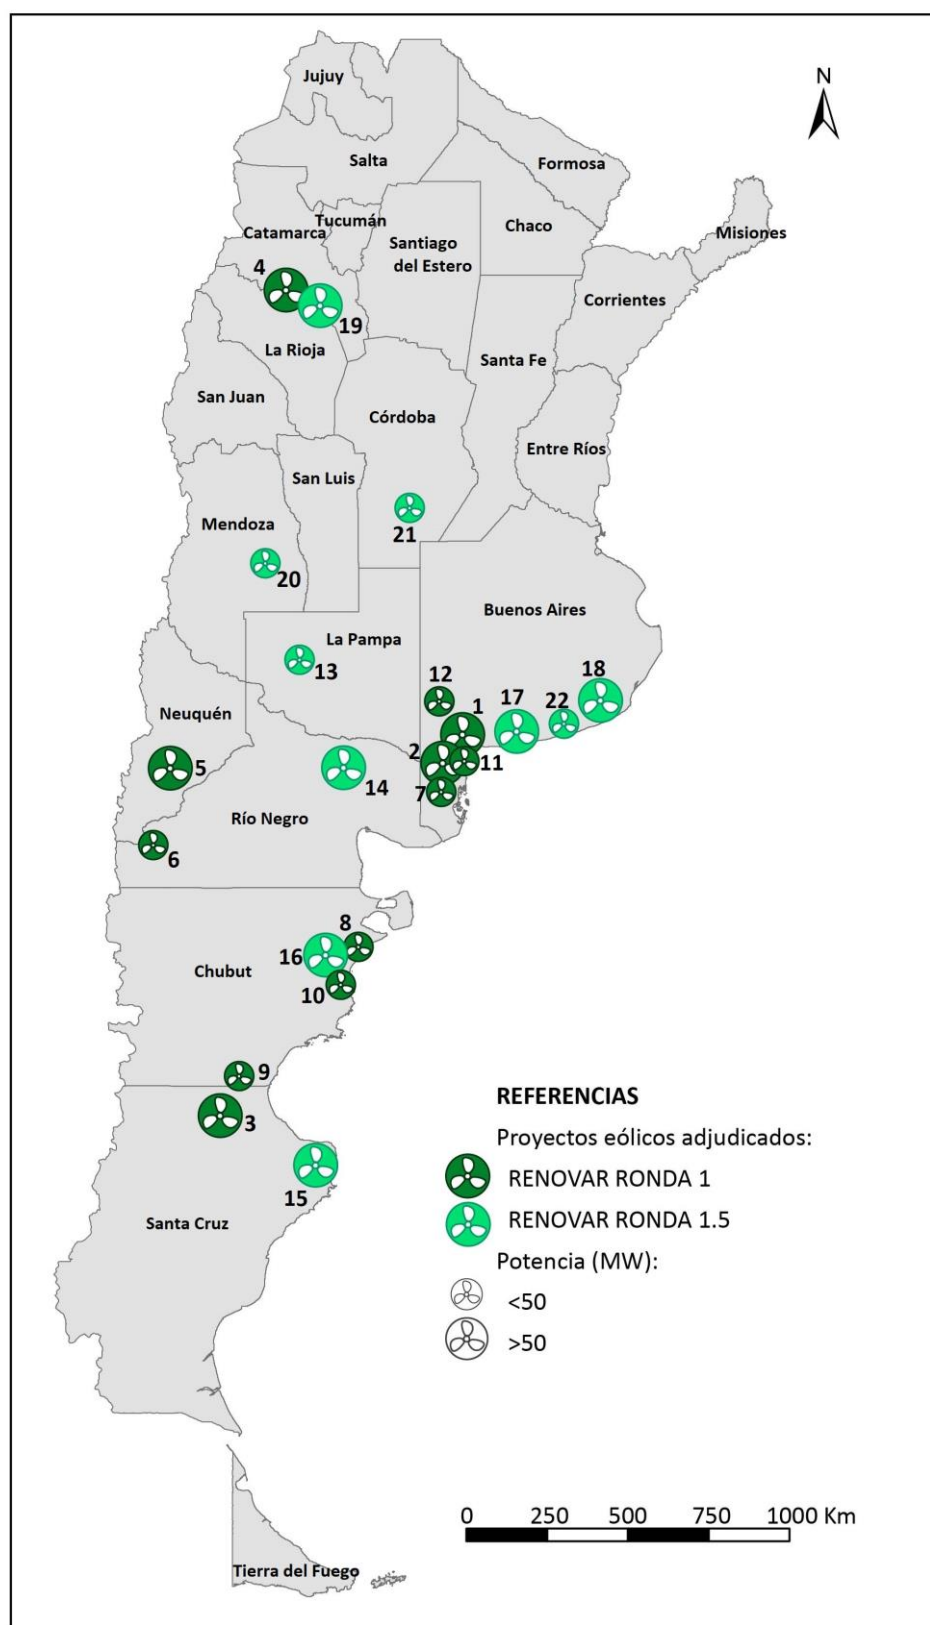 N
Jujuy
Salta
Formosa
Tucumán
Catamarca
Chaco
Misiones
Santiago
del Estero
4
Corrientes
19
La Rioja
Santa Fe
San Juan
Córdoba
Entre Ríos
San Luis
Mendoza
21
20
Buenos Aires
La Pampa
13
12
18
1
17
22
Neuquén
2
5
11
14
7
Río Negro
6
8
16
Chubut
10
9
3
15
Santa Cruz
REFERENCIAS
Proyectos eólicos adjudicados:
RENOVAR RONDA 1
RENOVAR RONDA 1.5
Potencia (MW):
<50
>50
0 250 500 750 1000 Km
Tierra del Fuego